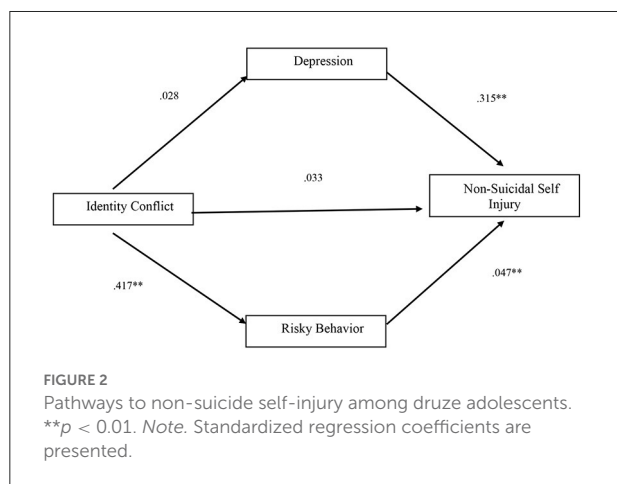 Depression
.028
.315**
.033
Non-Suicidal Self
Injury
Identity Conflict
.417**
.047**
Risky Behavior
FIGURE 2
Pathways to non-suicide self-injury among druze adolescents.
**p < 0.01. Note. Standardized regression coefficients are
presented.